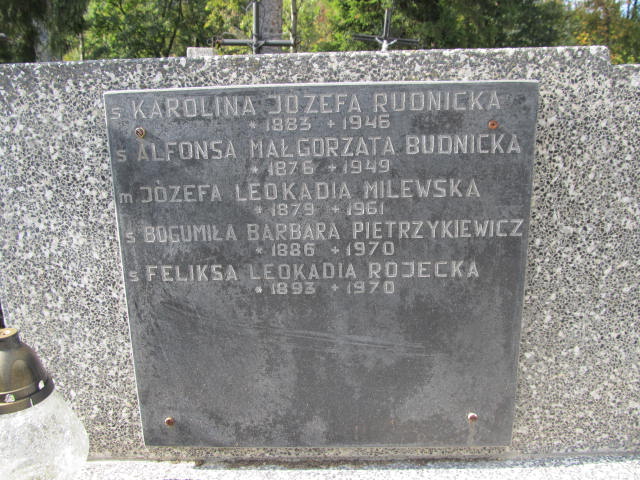 S KAROLINA JÓZEFA RUDNICKA
* 1883 + 1946
S ALFONSA MAŁGORZATA BUDNICKA
* 1876 + 1949
m JÓZEFA LEOKADIA MILEWSKA
* 1879 + 1961
S BOGUMIŁA BARBARA PIETRZYKIEWICZ
* 1886 + 1970
S FELIKSA LEOKADIA ROJECKA
* 1893 + 1970